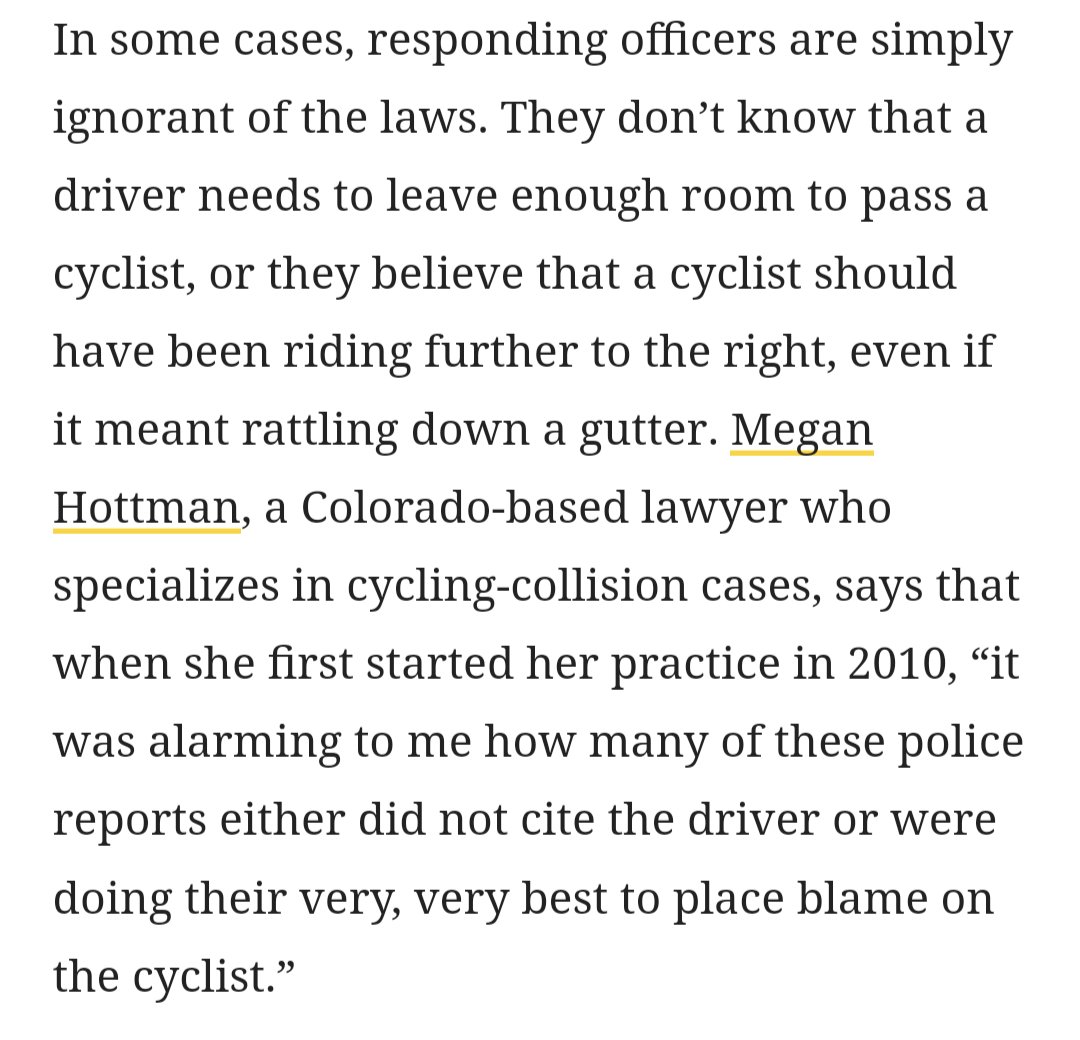 In some cases, responding officers are simply
ignorant of the laws. They don’t know that a
driver needs to leave enough room to pass a
cyclist, or they believe that a cyclist should
have been riding further to the right, even if
it meant rattling down a gutter. Megan
Hottman, a Colorado-based lawyer who
specializes in cycling-collision cases, says that
when she first started her practice in 2010, “it
was alarming to me how many of these police
reports either did not cite the driver or were
doing their very, very best to place blame on
the cyclist.”